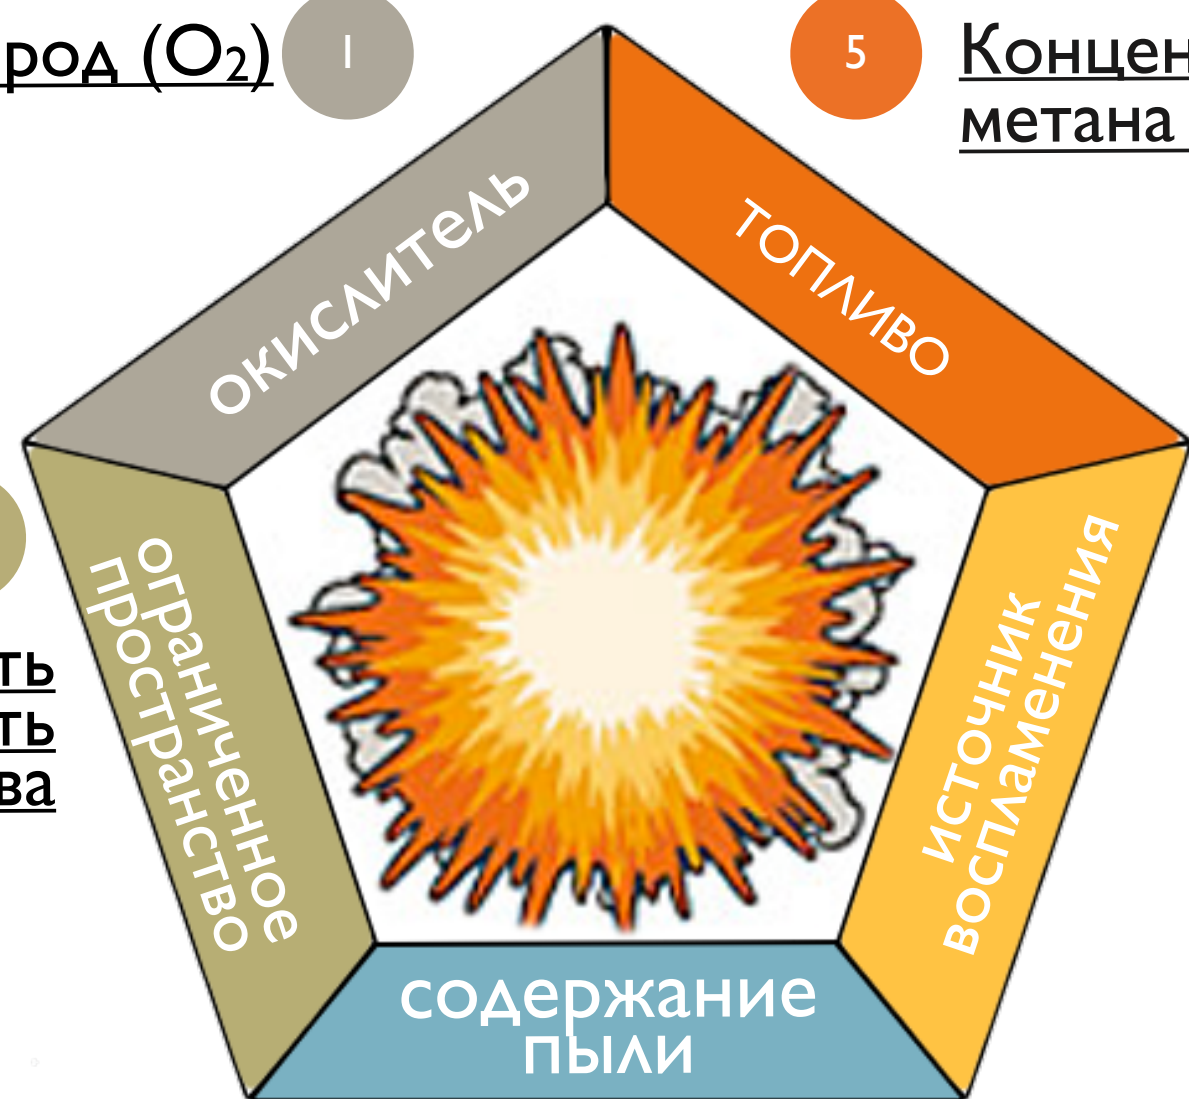 род (O₂)
1
5
Концен
метана
окислитель
топливо
ограниченное
пространство
ть
ть
ва
источник
воспламенения
содержание
пыли